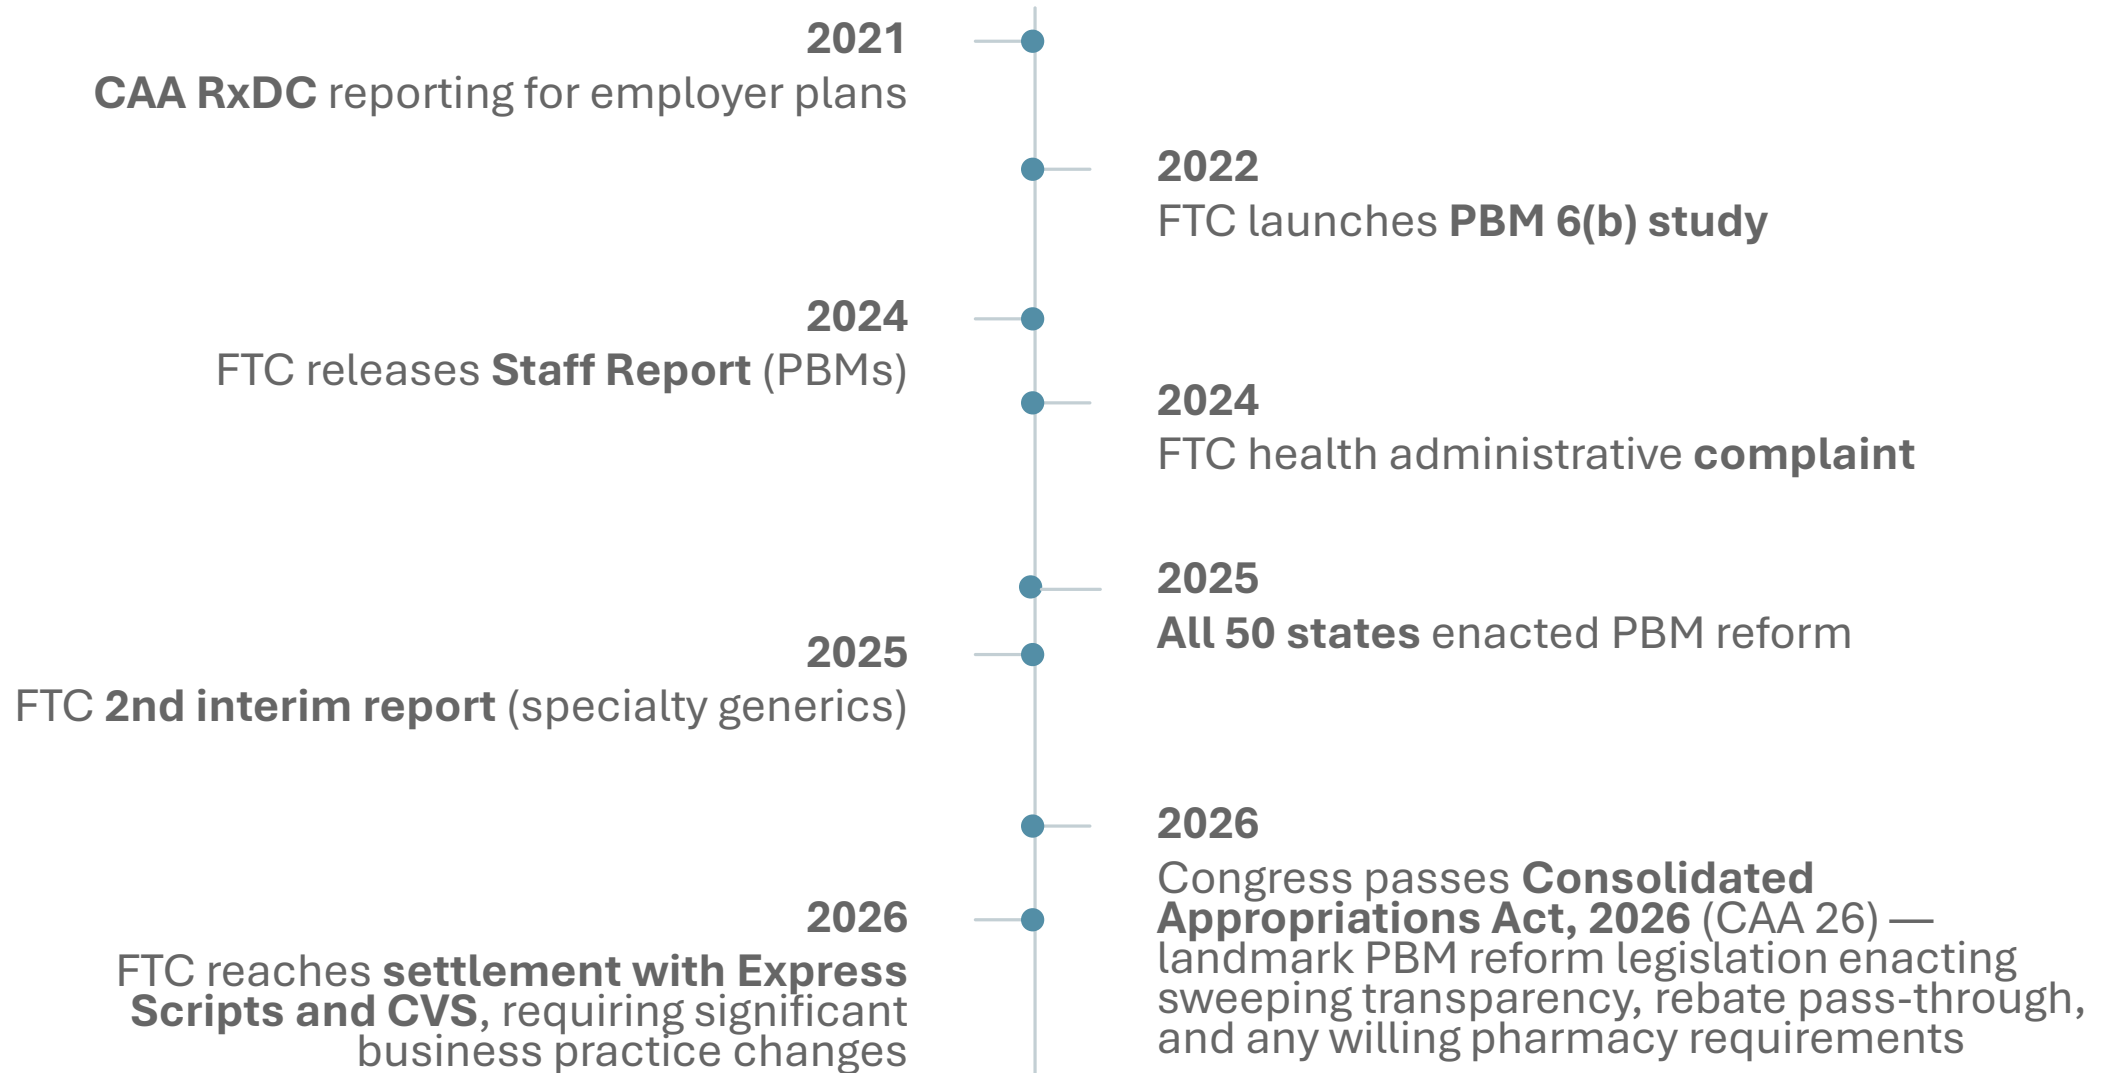 2021
CAA RxDC reporting for employer plans
2022
FTC launches PBM 6(b) study
2024
FTC releases Staff Report (PBMs)
2024
FTC health administrative complaint
2025
All 50 states enacted PBM reform
2025
FTC 2nd interim report (specialty generics)
2026
Congress passes Consolidated
Appropriations Act, 2026 (CAA 26) —
landmark PBM reform legislation enacting
sweeping transparency, rebate pass-through,
and any willing pharmacy requirements
2026
FTC reaches settlement with Express
Scripts and CVS, requiring significant
business practice changes